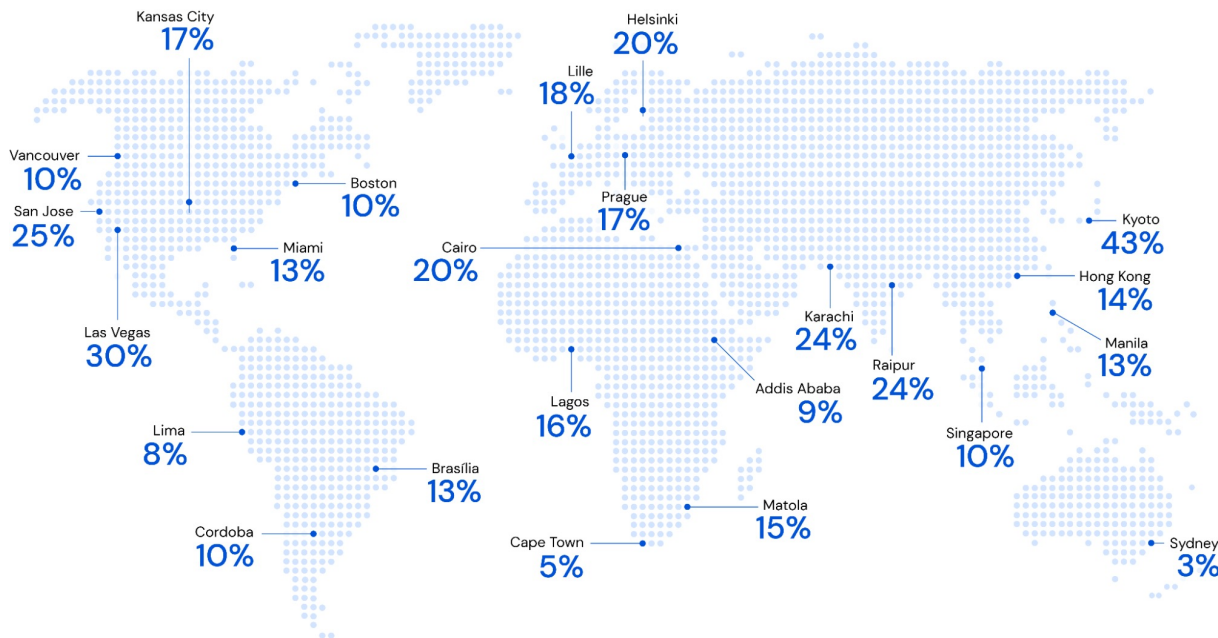 Kansas City
17%
Helsinki
20%
Lille
18%
Vancouver
10%
Boston
10%
Prague
17%
San Jose
25%
Kyoto
43%
Miami
13%
Cairo
20%
Hong Kong
14%
Karachi
24%
Las Vegas
30%
Manila
13%
Raipur
24%
Addis Ababa
9%
Lagos
16%
Lima
8%
Singapore
10%
Brasília
13%
Matola
15%
Cordoba
10%
Cape Town
5%
Sydney
3%